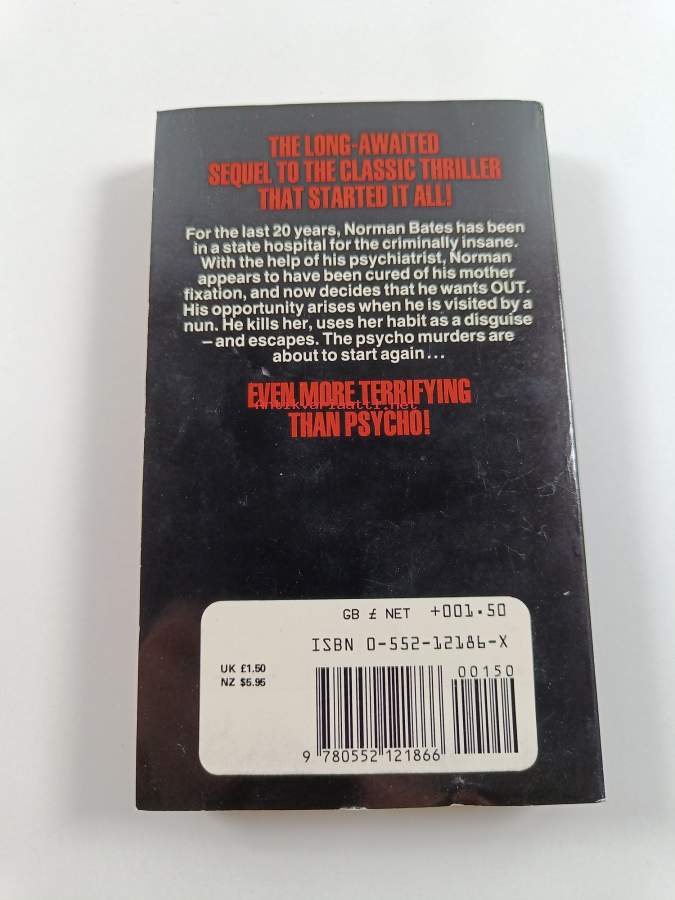 THE LONG-AWAITED
SEQUEL TO THE CLASSIC THRILLER
THAT STARTED IT ALL!
For the last 20 years, Norman Bates has been
in a state hospital for the criminally insane.
With the help of his psychiatrist, Norman
appears to have been cured of his mother
fixation, and now decides that he wants OUT.
His opportunity arises when he is visited by a
nun. He kills her, uses her habit as a disguise
—and escapes. The psycho murders are
about to start again...
EVEN MORE TERRIFYING
antikvariaatti.net
THAN PSYCHO!
GB £ NET +001.50
ISBN 0-552-12186-X
UK £1.50
NZ $5.95
00150
9 780552 121866